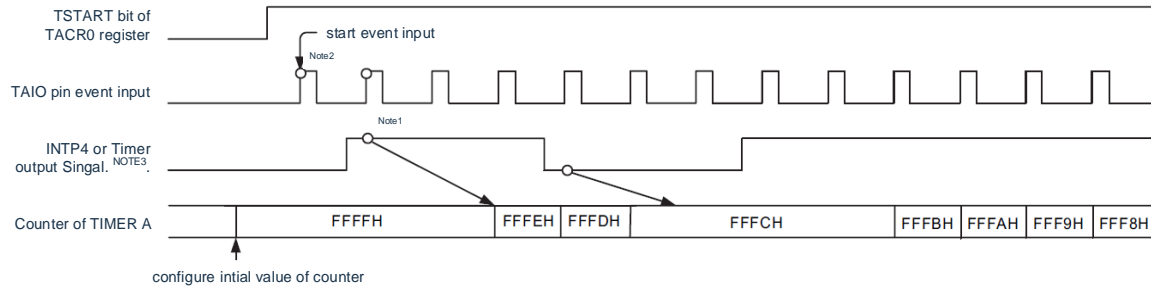 TSTART bit of
TACR0 register
start event input
Note2
TAIO pin event input
Note1
INTP4 or Timer
output Singal. NOTE3.
Counter of TIMER A
FFFFH
FFFEH
FFFDH
FFFCH
FFFBH
FFFAH
FFF9H
FFF8H
configure intial value of counter